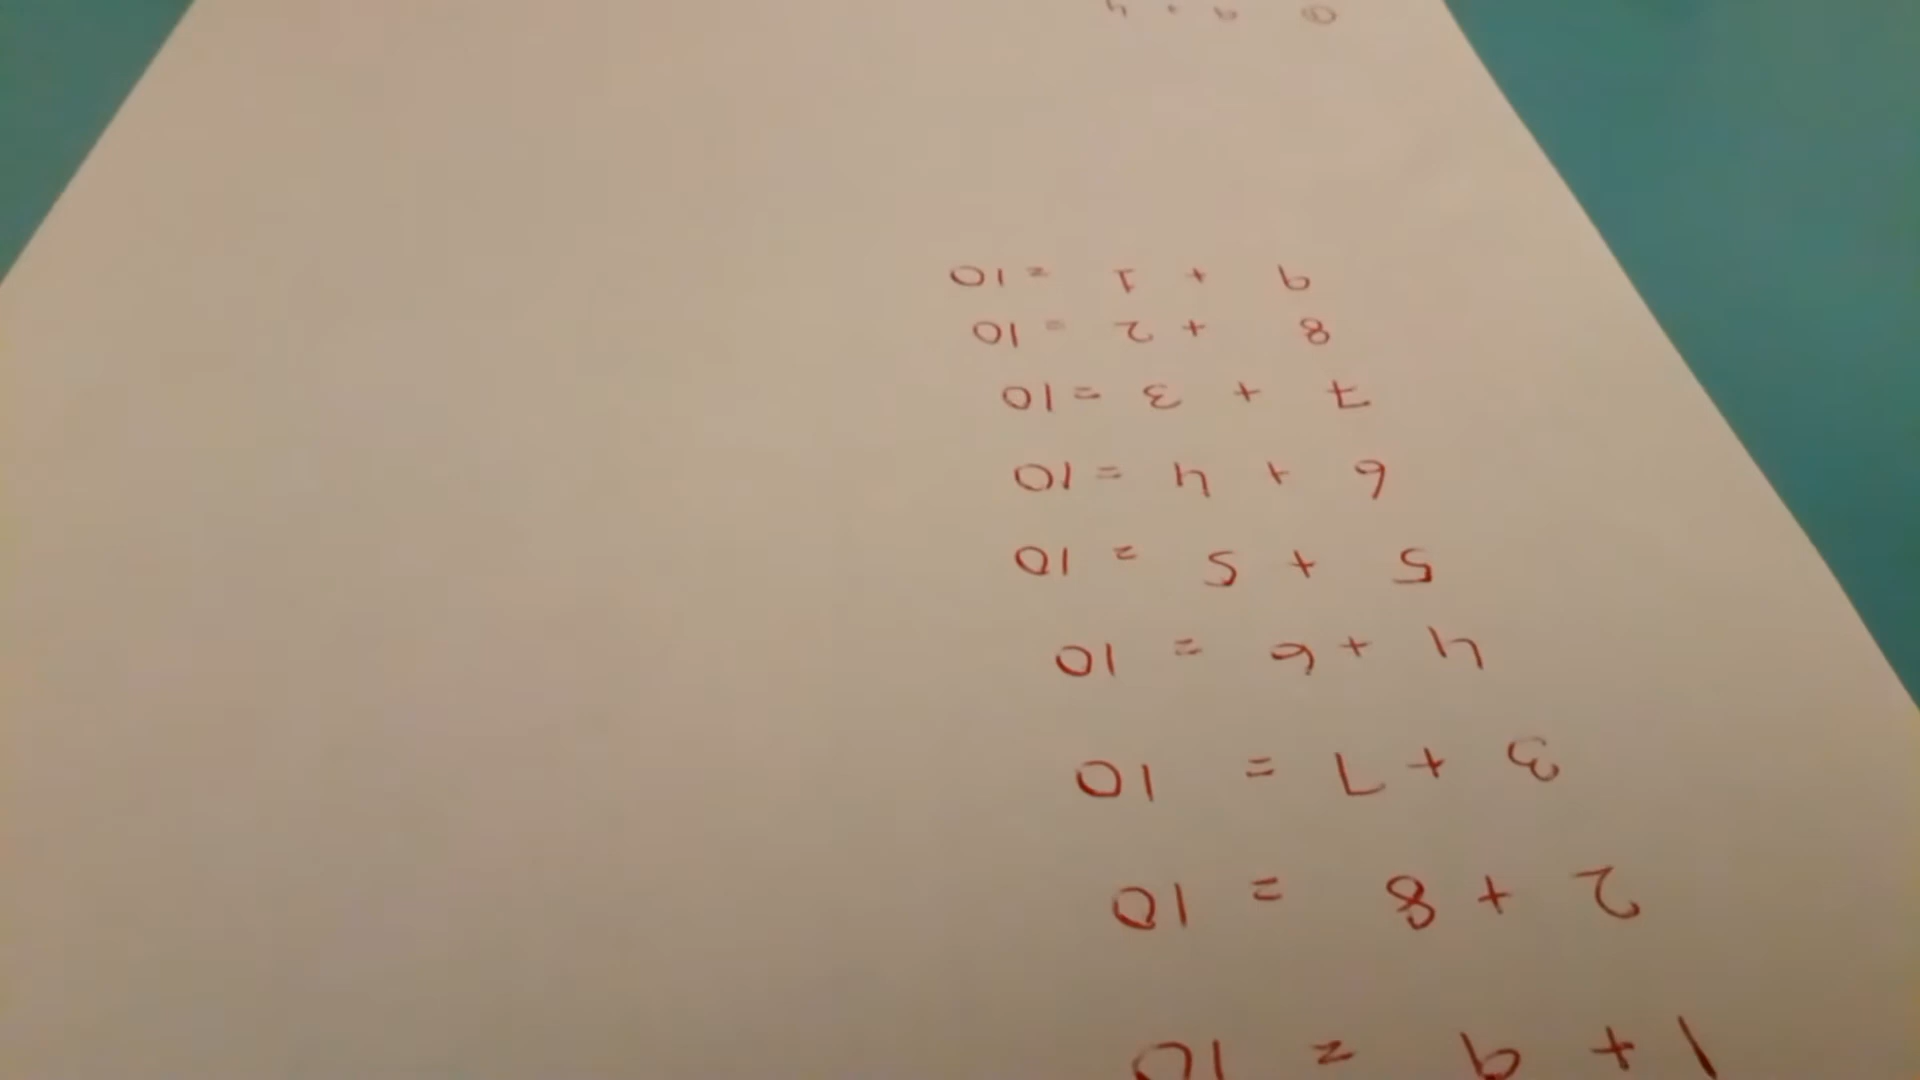 1 + 9 = 10
2 + 8 = 10
3 + 7 = 10
4 + 6 = 10
5 + 5 = 10
6 + 4 = 10
7 + 3 = 10
8 + 2 = 10
9 + 1 = 10